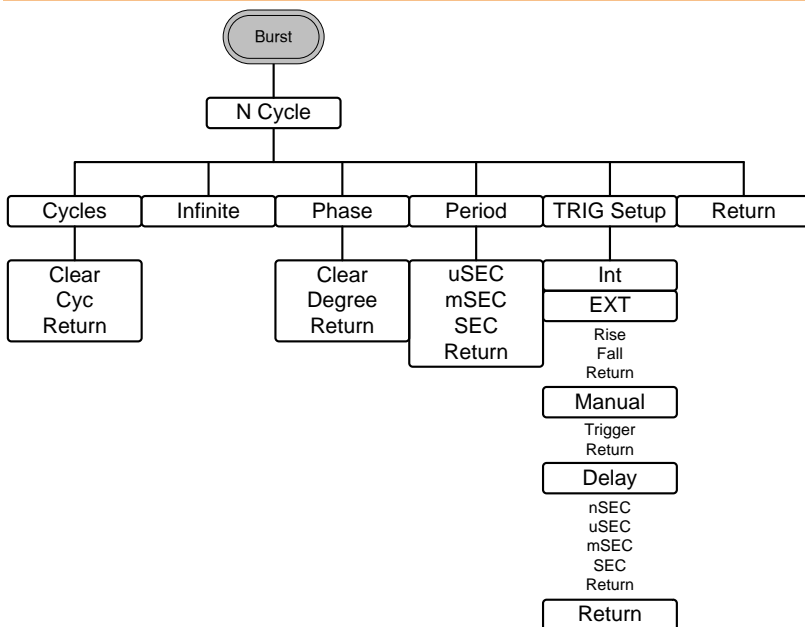 Burst
N Cycle
Cycles
Infinite
Phase
Period
TRIG Setup
Return
Clear
Cyc
Return
Clear
Degree
Return
uSEC
mSEC
SEC
Return
Int
EXT
Rise
Fall
Return
Manual
Trigger
Return
Delay
nSEC
uSEC
mSEC
SEC
Return
Return